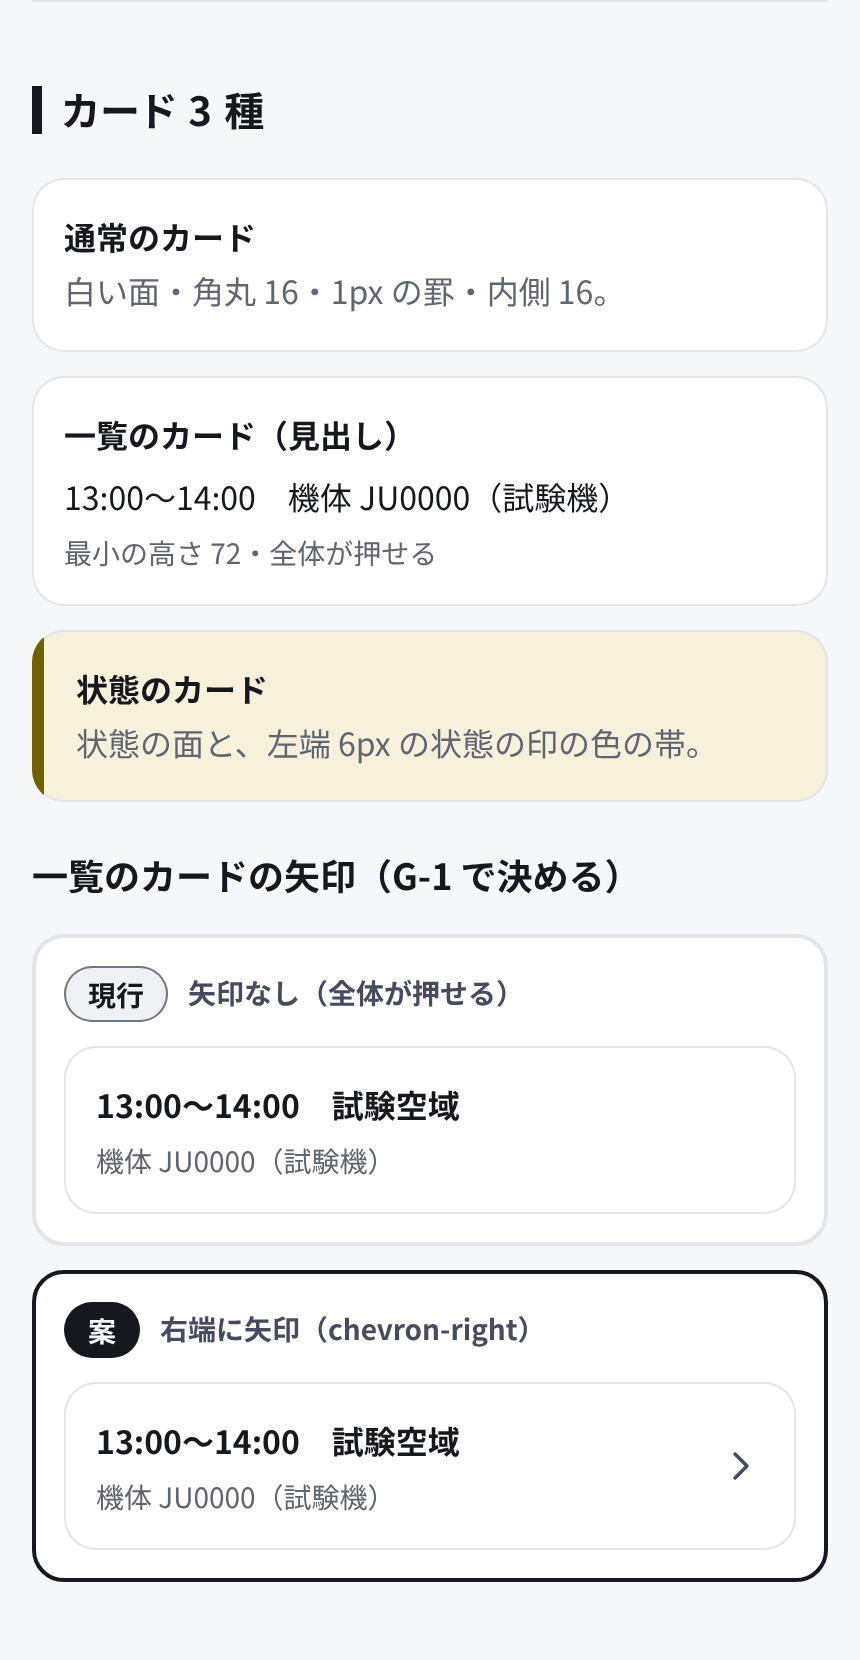 カード 3 種
通常のカード
白い面・角丸 16・1px の罫・内側 16。
一覧のカード（見出し）
13:00〜14:00　機体 JU0000（試験機）
最小の高さ 72・全体が押せる
状態のカード
状態の面と、左端 6px の状態の印の色の帯。
一覧のカードの矢印（G-1 で決める）
現行　矢印なし（全体が押せる）
13:00〜14:00　試験空域
機体 JU0000（試験機）
案　右端に矢印（chevron-right）
13:00〜14:00　試験空域
機体 JU0000（試験機）